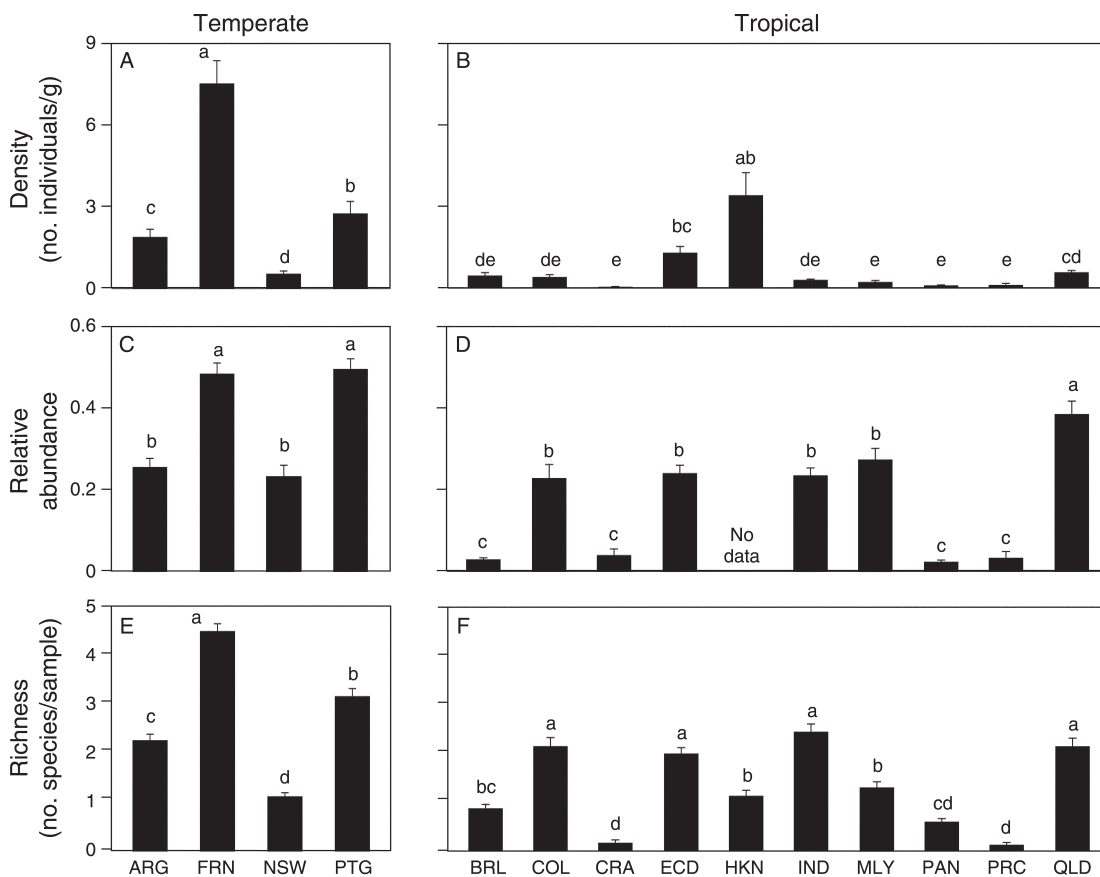 Temperate
Tropical
Density
(no. individuals/g)
9
6
3
0
A
a
c
b
d
B
de
de
e
bc
ab
de
e
e
e
cd
Relative
abundance
0.6
0.4
0.2
0
C
b
a
b
a
D
c
b
c
b
No
data
b
b
c
c
a
Richness
(no. species/sample)
5
4
3
2
1
0
E
c
a
d
b
F
bc
a
d
a
b
a
b
cd
d
a
ARG FRN NSW PTG
BRL COL CRA ECD HKN IND MLY PAN PRC QLD